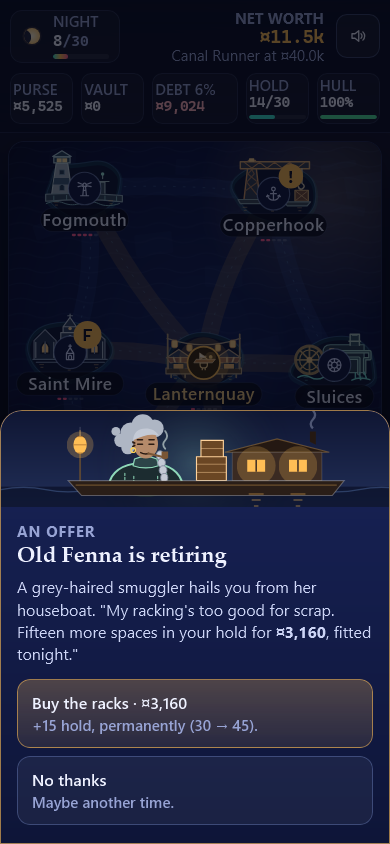 NIGHT
8/30
NET WORTH
¤11.5k
Canal Runner at ¤40.0k
PURSE
¤5,525
VAULT
¤0
DEBT 6%
¤9,024
HOLD
14/30
HULL
100%
Fogmouth
!
Copperhook
F
Saint Mire
Lanternquay
Sluices
AN OFFER
Old Fenna is retiring
A grey-haired smuggler hails you from her
houseboat. "My racking's too good for scrap.
Fifteen more spaces in your hold for ¤3,160, fitted
tonight."
Buy the racks · ¤3,160
+15 hold, permanently (30 → 45).
No thanks
Maybe another time.